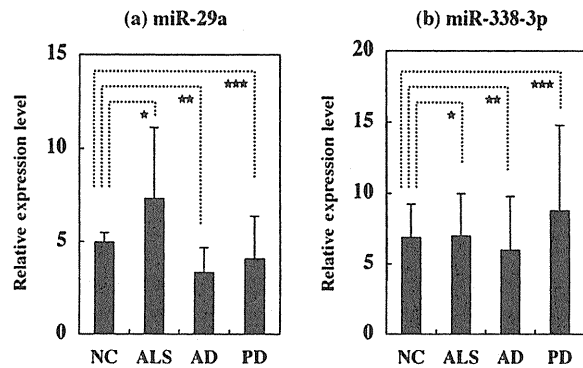 (a) miR-29a
Relative expression level
15
10
5
0
★
★★
★★★
NC ALS AD PD
(b) miR-338-3p
Relative expression level
20
15
10
5
0
★
★★
★★★
NC ALS AD PD